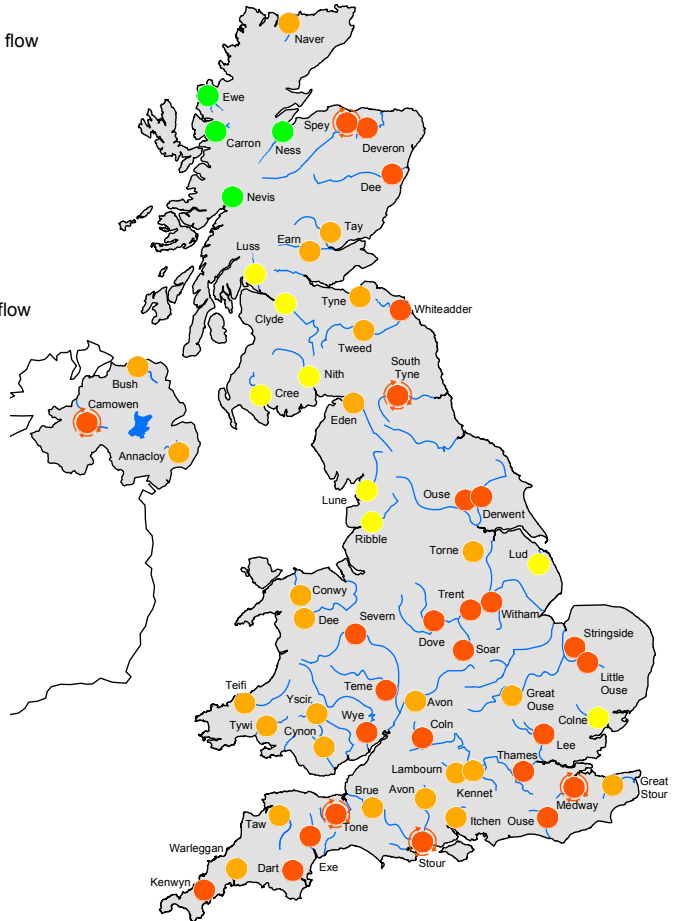 flow
Naver
Ewe
Spey
Carron
Ness
Deveron
Dee
Nevis
Tay
Earn
Luss
flow
Tyne
Whiteadder
Clyde
Tweed
South
Tyne
Nith
Bush
Cree
Camowen
Eden
Annacloy
Lune
Ouse
Derwent
Ribble
Torne
Lud
Conwy
Trent
Severn
Witham
Dee
Dove
Soar
Stringside
Little
Ouse
Teifi
Teme
Yscir
Avon
Great
Ouse
Colne
Tywi
Cynon
Wye
Coln
Lee
Thames
Lambourn
Kennet
Great
Stour
Medway
Brue
Avon
Taw
Tone
Itchen
Ouse
Warleggan
Stour
Dart
Exe
Kenwyn